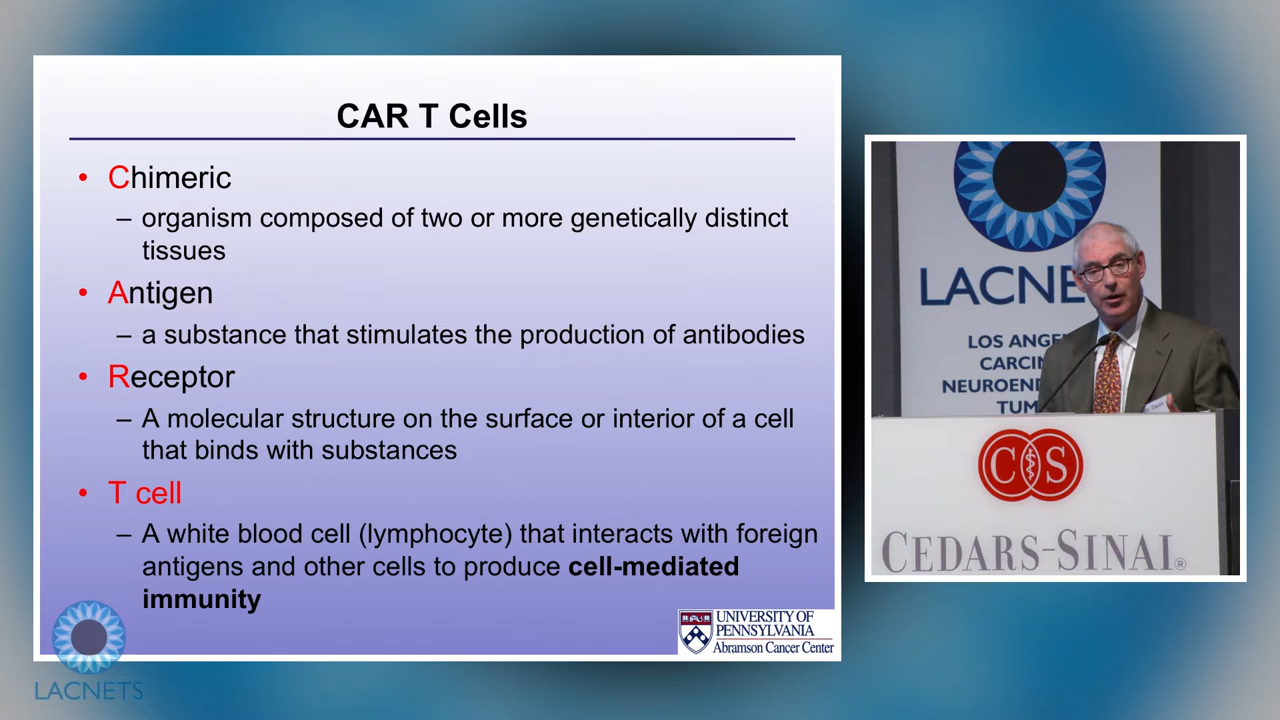 CAR T Cells
• Chimeric
– organism composed of two or more genetically distinct
tissues
• Antigen
– a substance that stimulates the production of antibodies
• Receptor
– A molecular structure on the surface or interior of a cell
that binds with substances
• T cell
– A white blood cell (lymphocyte) that interacts with foreign
antigens and other cells to produce cell-mediated
immunity
UNIVERSITY OF
PENNSYLVANIA
Abramson Cancer Center
LACNETS
LACNE
LOS ANGE
CARCIN
NEUROEND
TUM
CS
CEDARS-SINAI®